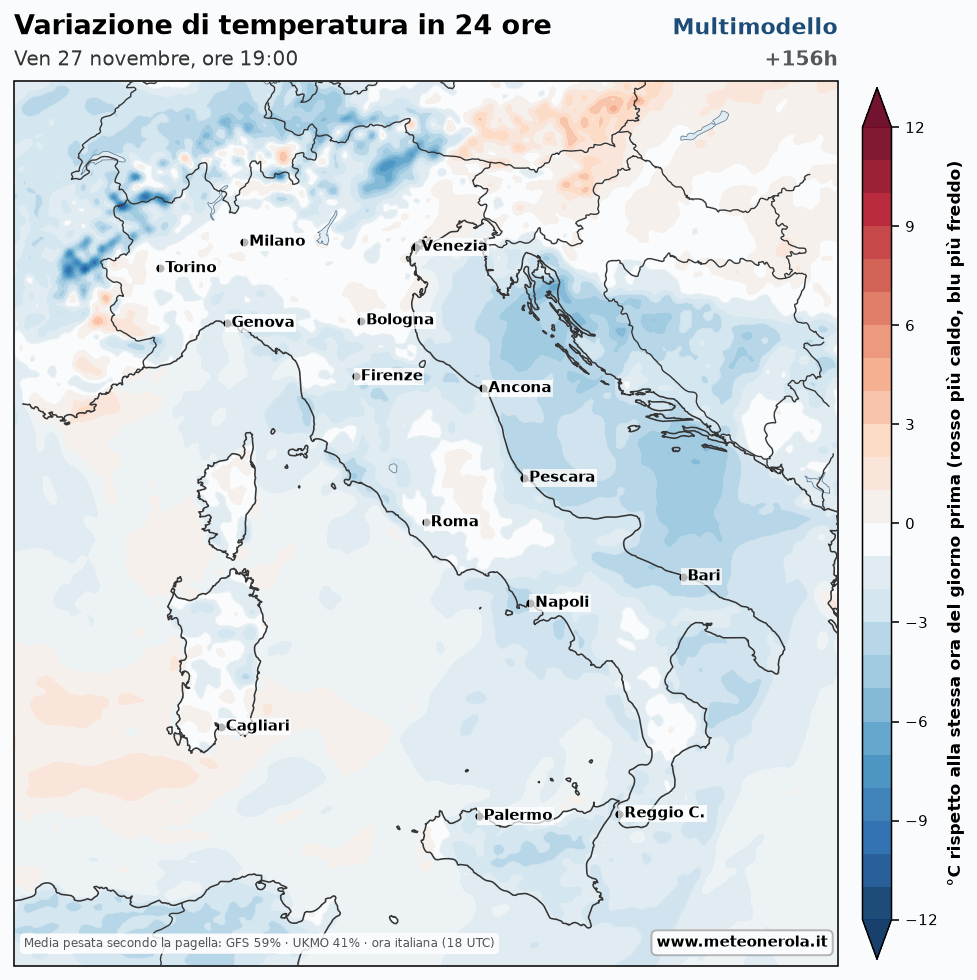 Variazione di temperatura in 24 ore
Multimodello
Ven 27 novembre, ore 19:00
+156h
Milano
Venezia
Torino
Genova
Bologna
Firenze
Ancona
Pescara
Roma
Bari
Napoli
Cagliari
Palermo
Reggio C.
12
9
6
3
0
−3
−6
−9
−12
°C rispetto alla stessa ora del giorno prima (rosso più caldo, blu più freddo)
Media pesata secondo la pagella: GFS 59% · UKMO 41% · ora italiana (18 UTC)
www.meteonerola.it